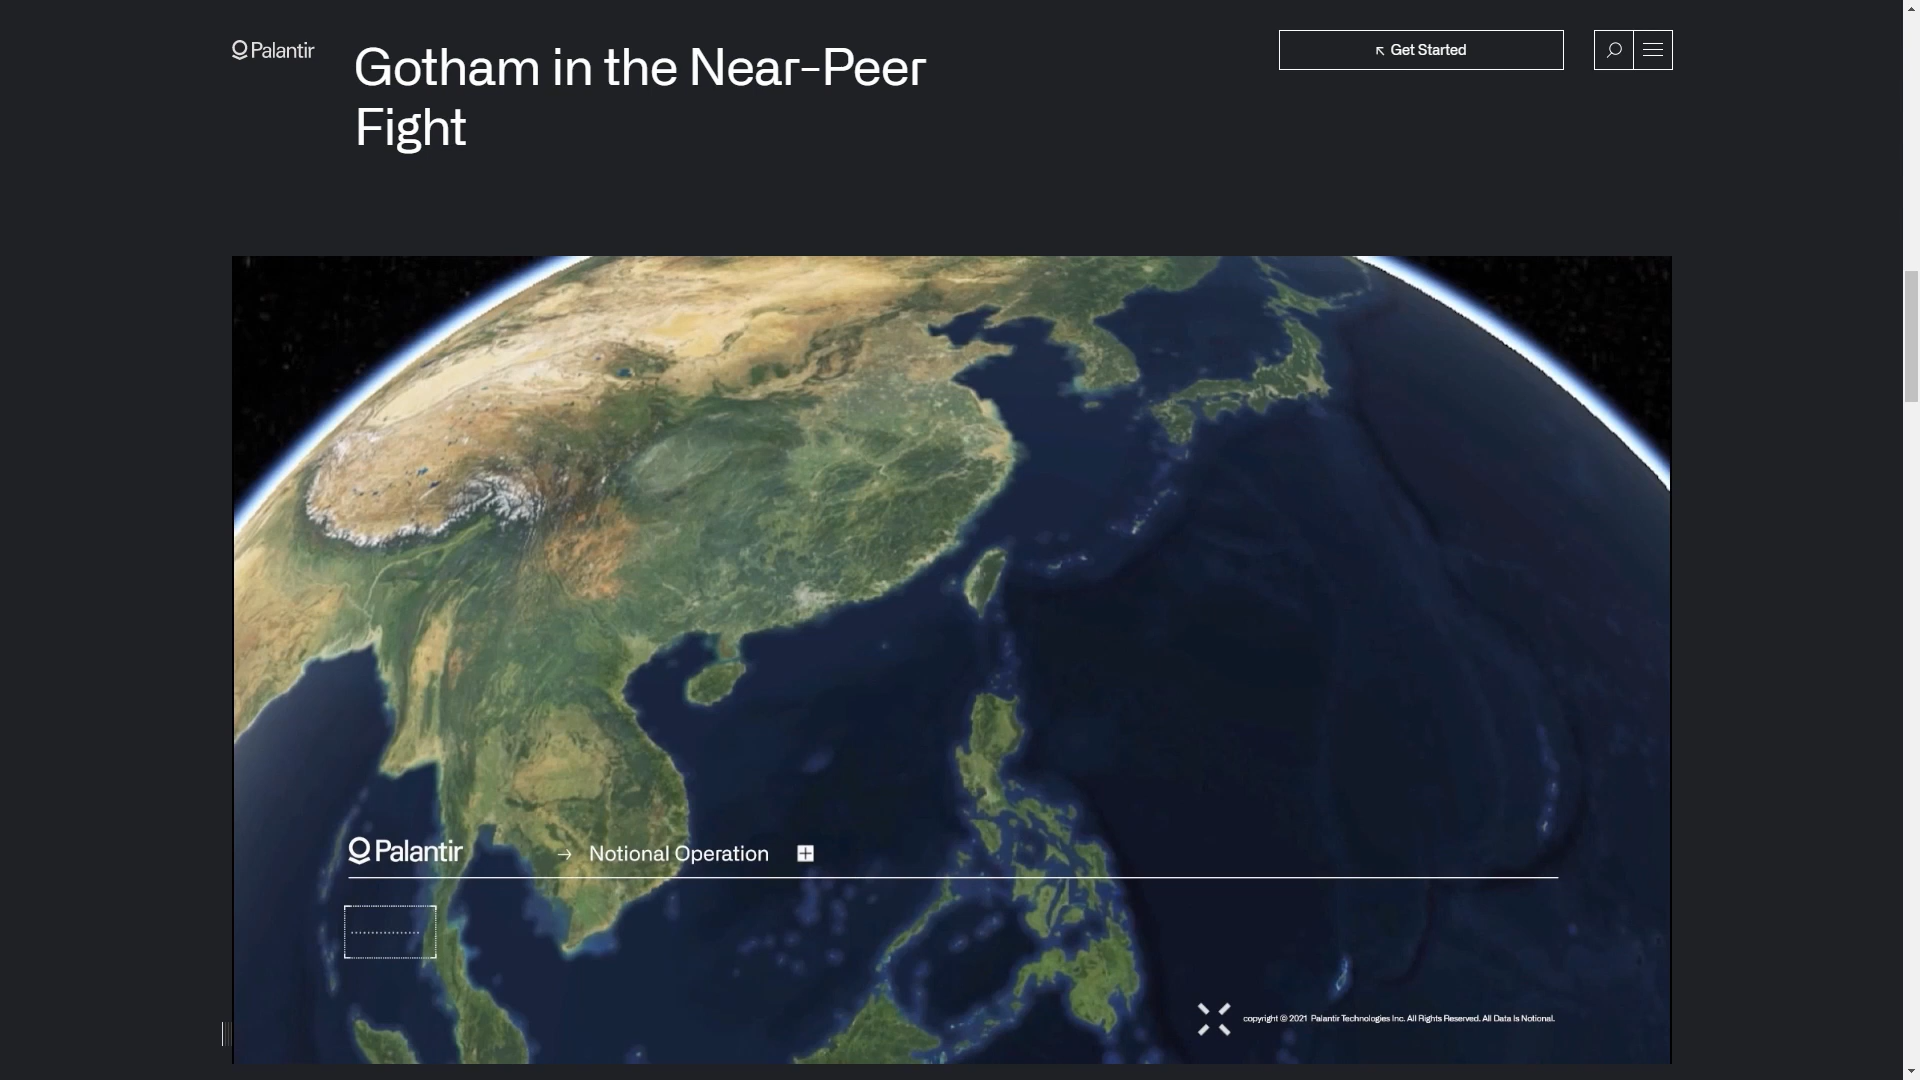 Palantir
Gotham in the Near-Peer
Fight
Get Started
Palantir
→ Notional Operation
copyright © 2021 Palantir Technologies Inc. All Rights Reserved. All Data Is Notional.